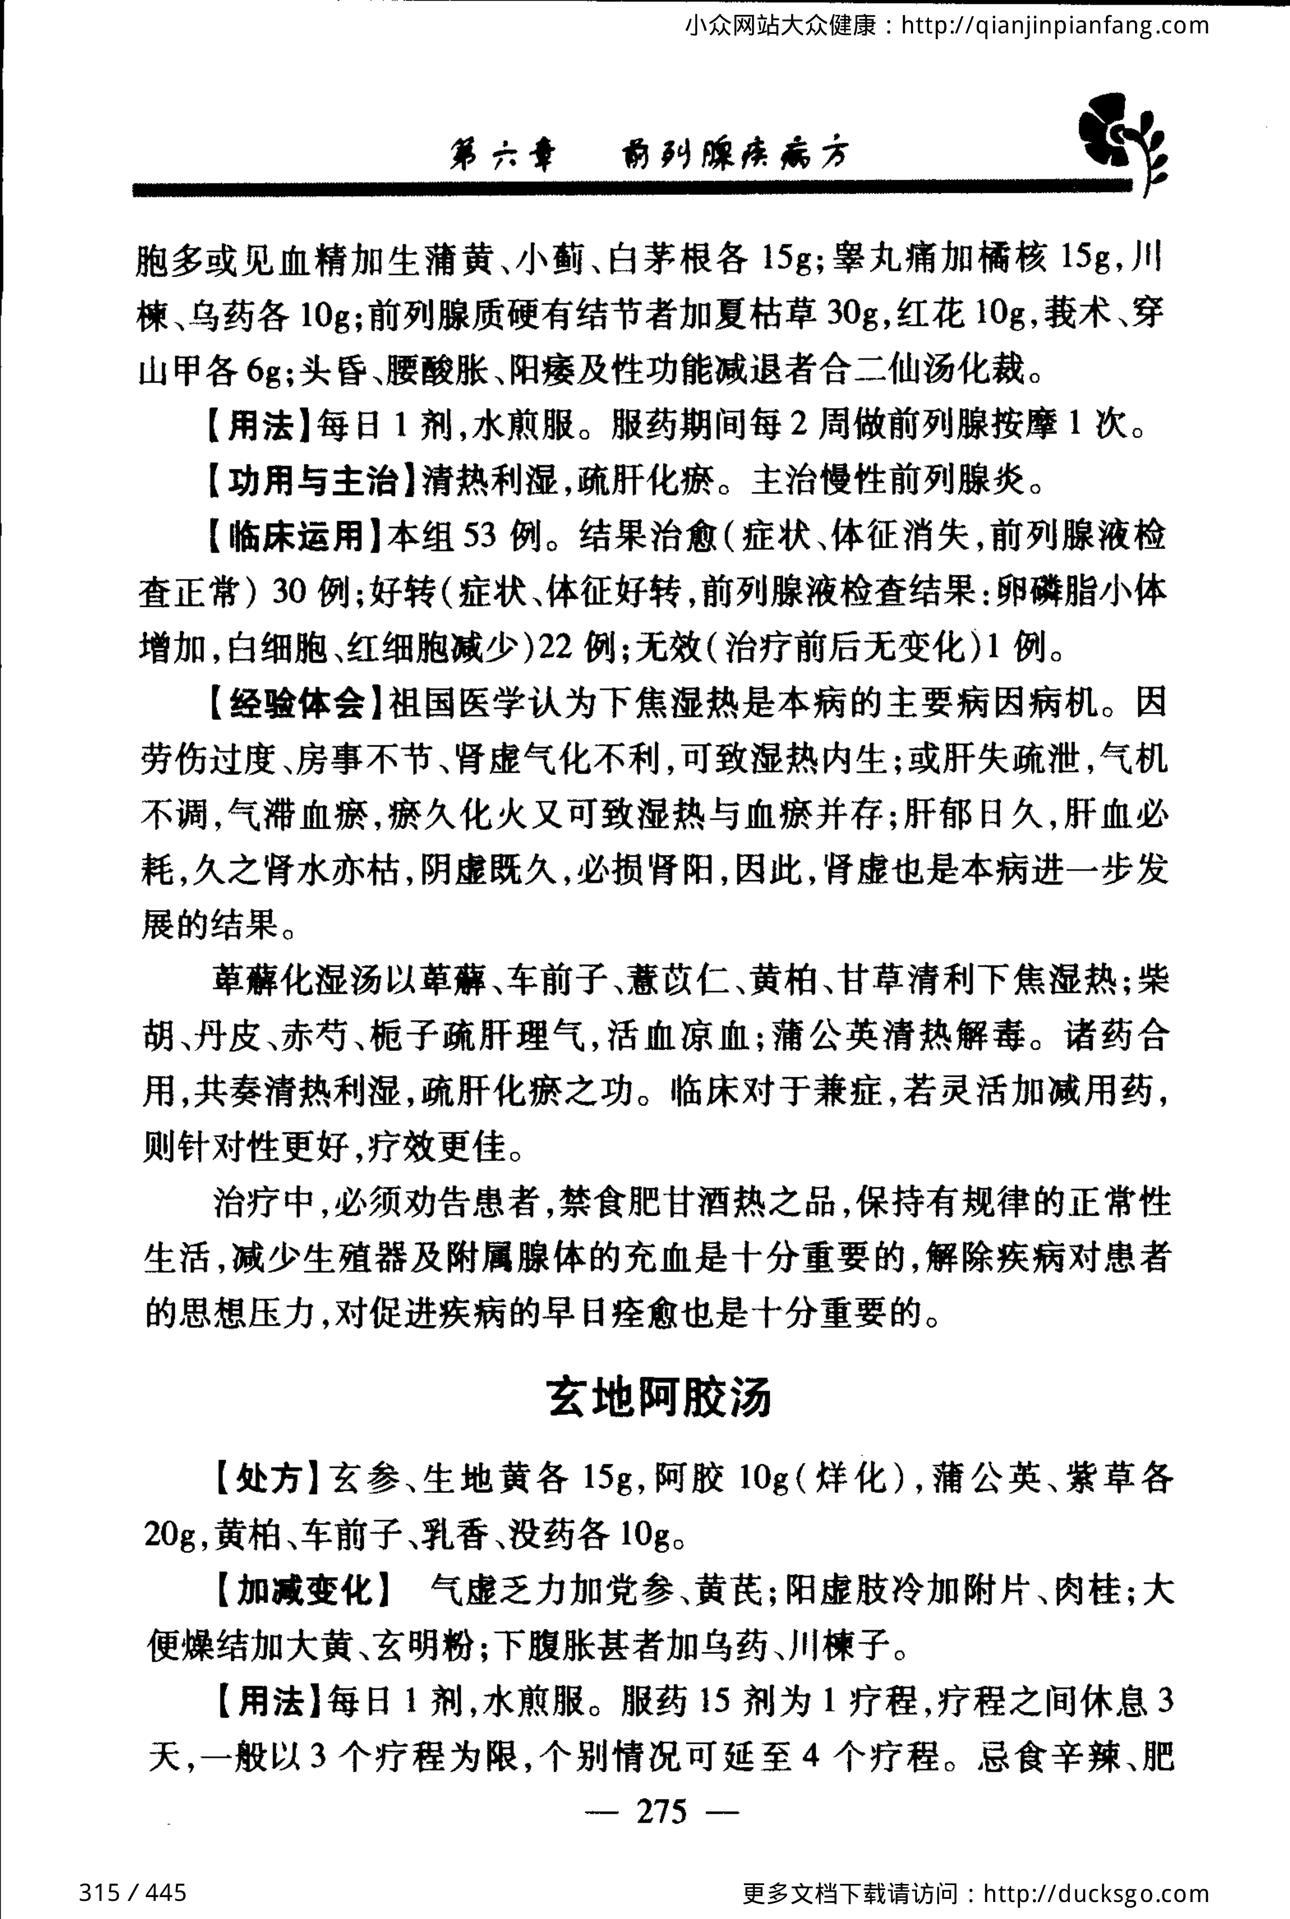 小众网站大众健康：http://qianjinpianfang.com
第六章 前列腺疾病方
胞多或见血精加生蒲黄、小蓟、白茅根各 15g;睾丸痛加橘核 15g,川
楝、乌药各 10g;前列腺质硬有结节者加夏枯草 30g,红花 10g,莪术、穿
山甲各 6g;头昏、腰酸胀、阳痿及性功能减退者合二仙汤化裁。
【用法】每日 1 剂,水煎服。服药期间每 2 周做前列腺按摩 1 次。
【功用与主治】清热利湿,疏肝化瘀。主治慢性前列腺炎。
【临床运用】本组 53 例。结果治愈(症状、体征消失,前列腺液检
查正常) 30 例;好转(症状、体征好转,前列腺液检查结果:卵磷脂小体
增加,白细胞、红细胞减少)22 例;无效(治疗前后无变化)1 例。
【经验体会】祖国医学认为下焦湿热是本病的主要病因病机。因
劳伤过度、房事不节、肾虚气化不利,可致湿热内生;或肝失疏泄,气机
不调,气滞血瘀,瘀久化火又可致湿热与血瘀并存;肝郁日久,肝血必
耗,久之肾水亦枯,阴虚既久,必损肾阳,因此,肾虚也是本病进一步发
展的结果。
萆薢化湿汤以萆薢、车前子、薏苡仁、黄柏、甘草清利下焦湿热;柴
胡、丹皮、赤芍、栀子疏肝理气,活血凉血;蒲公英清热解毒。诸药合
用,共奏清热利湿,疏肝化瘀之功。临床对于兼症,若灵活加减用药,
则针对性更好,疗效更佳。
治疗中,必须劝告患者,禁食肥甘酒热之品,保持有规律的正常性
生活,减少生殖器及附属腺体的充血是十分重要的,解除疾病对患者
的思想压力,对促进疾病的早日痊愈也是十分重要的。
玄地阿胶汤
【处方】玄参、生地黄各 15g,阿胶 10g(烊化),蒲公英、紫草各
20g,黄柏、车前子、乳香、没药各 10g。
【加减变化】 气虚乏力加党参、黄芪;阳虚肢冷加附片、肉桂;大
便燥结加大黄、玄明粉;下腹胀甚者加乌药、川楝子。
【用法】每日 1 剂,水煎服。服药 15 剂为 1 疗程,疗程之间休息 3
天,一般以 3 个疗程为限,个别情况可延至 4 个疗程。忌食辛辣、肥
— 275 —
315 / 445
更多文档下载请访问：http://ducksgo.com